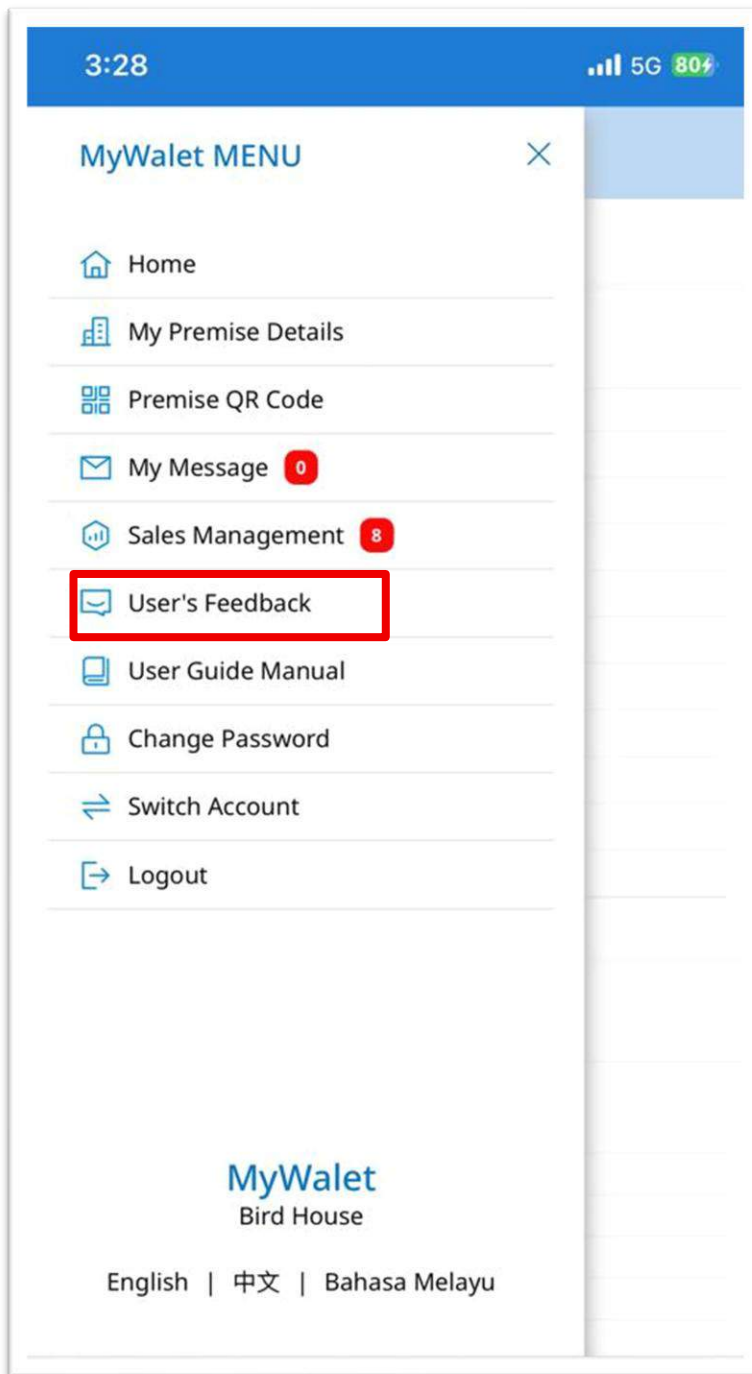 3:28 5G 80
MyWalet MENU
Home
My Premise Details
Premise QR Code
My Message 0
Sales Management 8
User's Feedback
User Guide Manual
Change Password
Switch Account
Logout
MyWalet
Bird House
English | 中文 | Bahasa Melayu